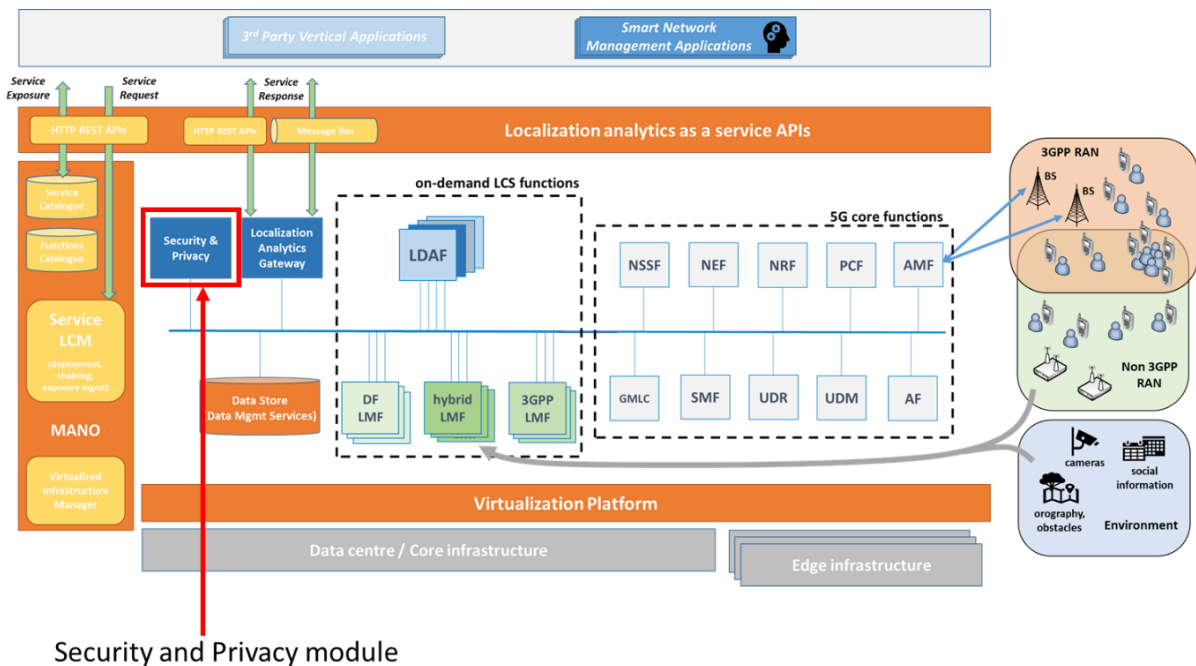 3rd Party Vertical Applications
Smart Network
Management Applications
Service
Exposure
Service
Request
Service
Response
HTTP REST APIs
HTTP REST APIs
Message Bus
Localization analytics as a service APIs
Service
Catalogue
Functions
Catalogue
Service
LCM
(deployment,
chaining,
exposure mgmt)
MANO
Virtualized
Infrastructure
Manager
Security &
Privacy
Localization
Analytics
Gateway
on-demand LCS functions
LDAF
5G core functions
NSSF
NEF
NRF
PCF
AMF
Data Store
(Data Mgmt Services)
DF
LMF
hybrid
LMF
3GPP
LMF
GMLC
SMF
UDR
UDM
AF
3GPP RAN
BS
BS
Non 3GPP
RAN
cameras
social
information
orography,
obstacles
Environment
Virtualization Platform
Data centre / Core infrastructure
Edge infrastructure
Security and Privacy module